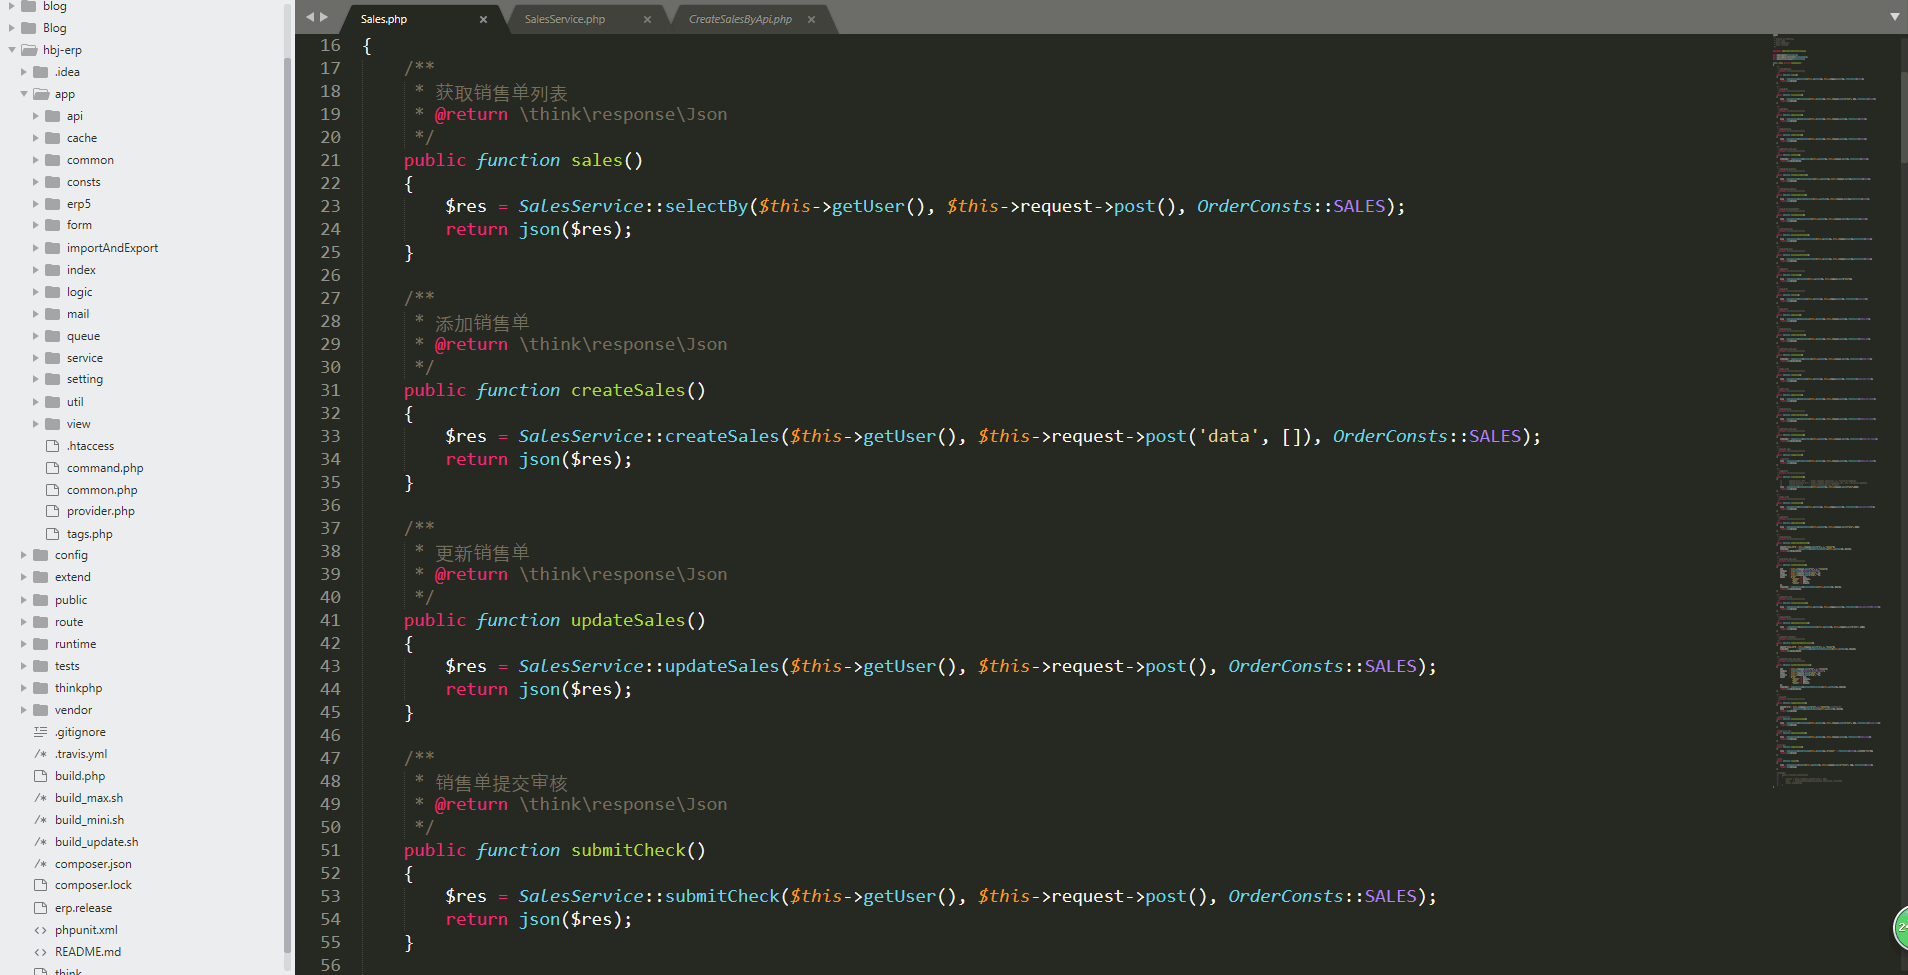 blog
Blog
hbj-erp
.idea
app
api
cache
common
consts
erp5
form
importAndExport
index
logic
mail
queue
service
setting
util
view
.htaccess
command.php
common.php
provider.php
tags.php
config
extend
public
route
runtime
tests
thinkphp
vendor
.gitignore
.travis.yml
build.php
build_max.sh
build_mini.sh
build_update.sh
composer.json
composer.lock
erp.release
phpunit.xml
README.md
think
Sales.php
SalesService.php
CreateSalesByApi.php
16 {
17 /**
18 * 获取销售单列表
19 * @return \think\response\Json
20 */
21 public function sales()
22 {
23 $res = SalesService::selectBy($this->getUser(), $this->request->post(), OrderConsts::SALES);
24 return json($res);
25 }
26
27 /**
28 * 添加销售单
29 * @return \think\response\Json
30 */
31 public function createSales()
32 {
33 $res = SalesService::createSales($this->getUser(), $this->request->post('data', []), OrderConsts::SALES);
34 return json($res);
35 }
36
37 /**
38 * 更新销售单
39 * @return \think\response\Json
40 */
41 public function updateSales()
42 {
43 $res = SalesService::updateSales($this->getUser(), $this->request->post(), OrderConsts::SALES);
44 return json($res);
45 }
46
47 /**
48 * 销售单提交审核
49 * @return \think\response\Json
50 */
51 public function submitCheck()
52 {
53 $res = SalesService::submitCheck($this->getUser(), $this->request->post(), OrderConsts::SALES);
54 return json($res);
55 }
56